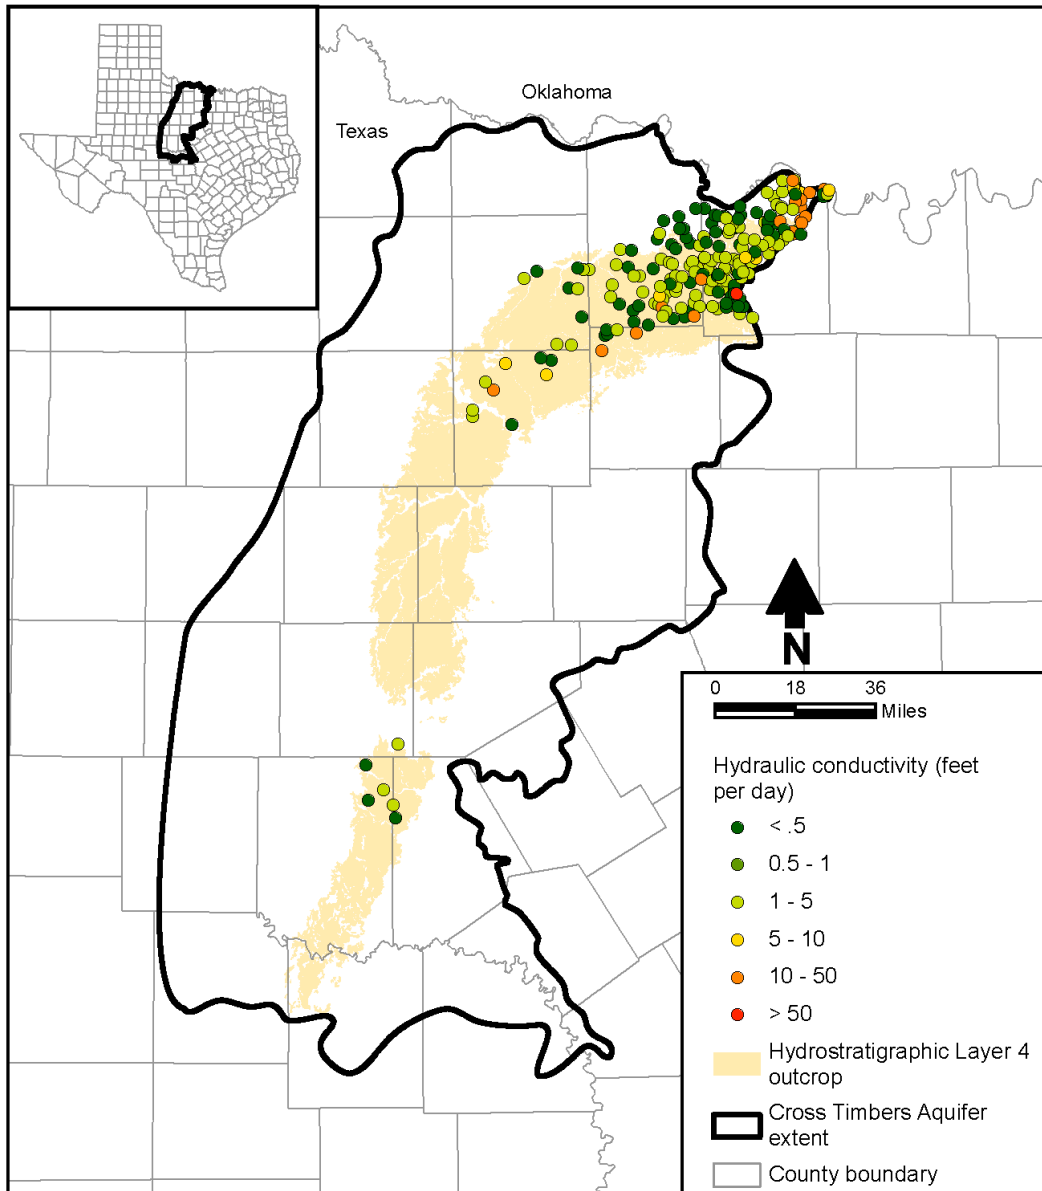 Oklahoma
Texas
N
0 18 36
Miles
Hydraulic conductivity (feet
per day)
< .5
0.5 - 1
1 - 5
5 - 10
10 - 50
> 50
Hydrostratigraphic Layer 4
outcrop
Cross Timbers Aquifer
extent
County boundary